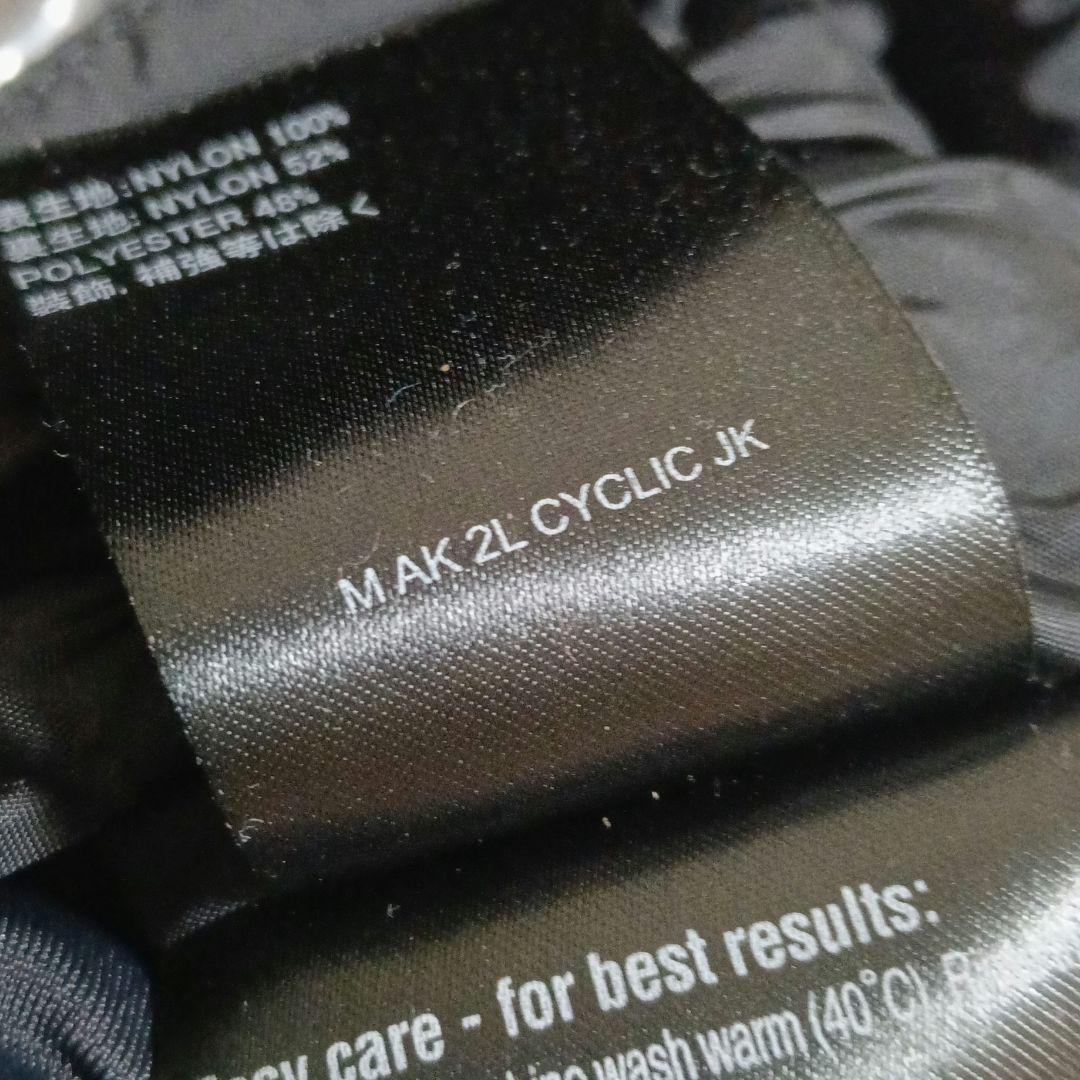 表生地:NYLON 100%
裏生地: NYLON 52%
POLYESTER 48%
装飾, 補強等は除く
M AK 2L CYCLIC JK
care - for best results:
wash warm (40°C).